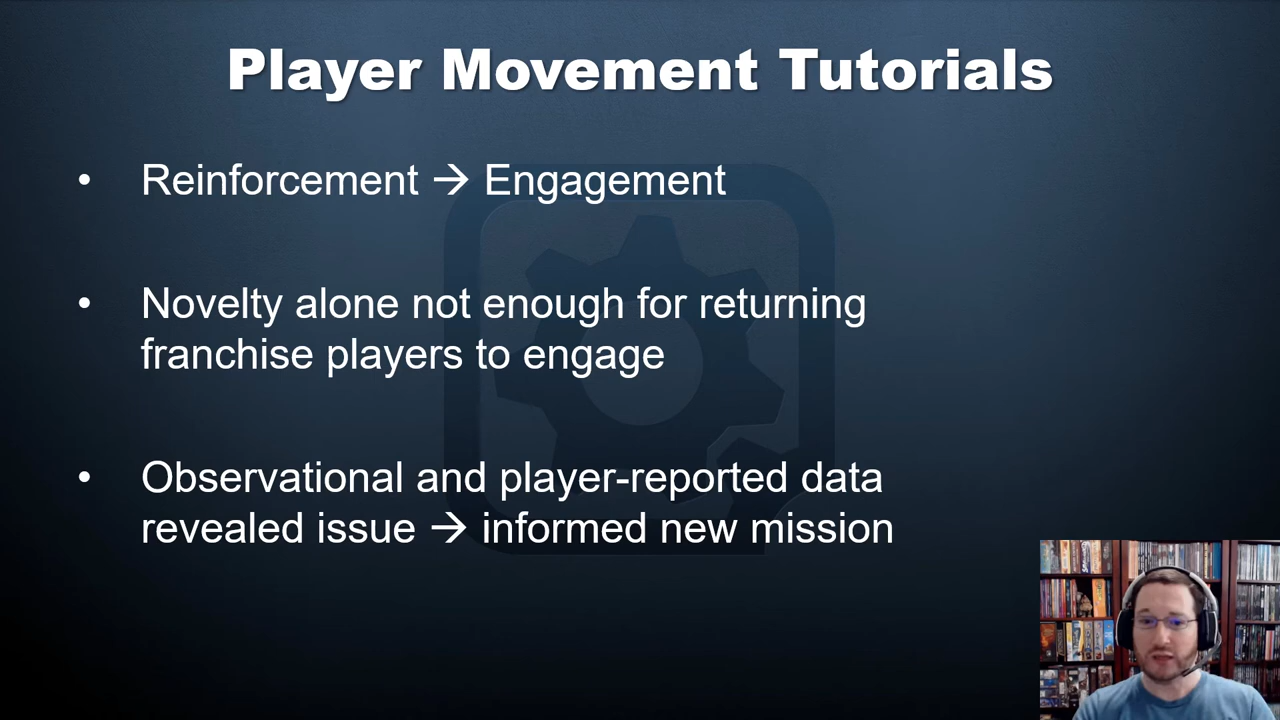 Player Movement Tutorials
• Reinforcement → Engagement
• Novelty alone not enough for returning
franchise players to engage
• Observational and player-reported data
revealed issue → informed new mission